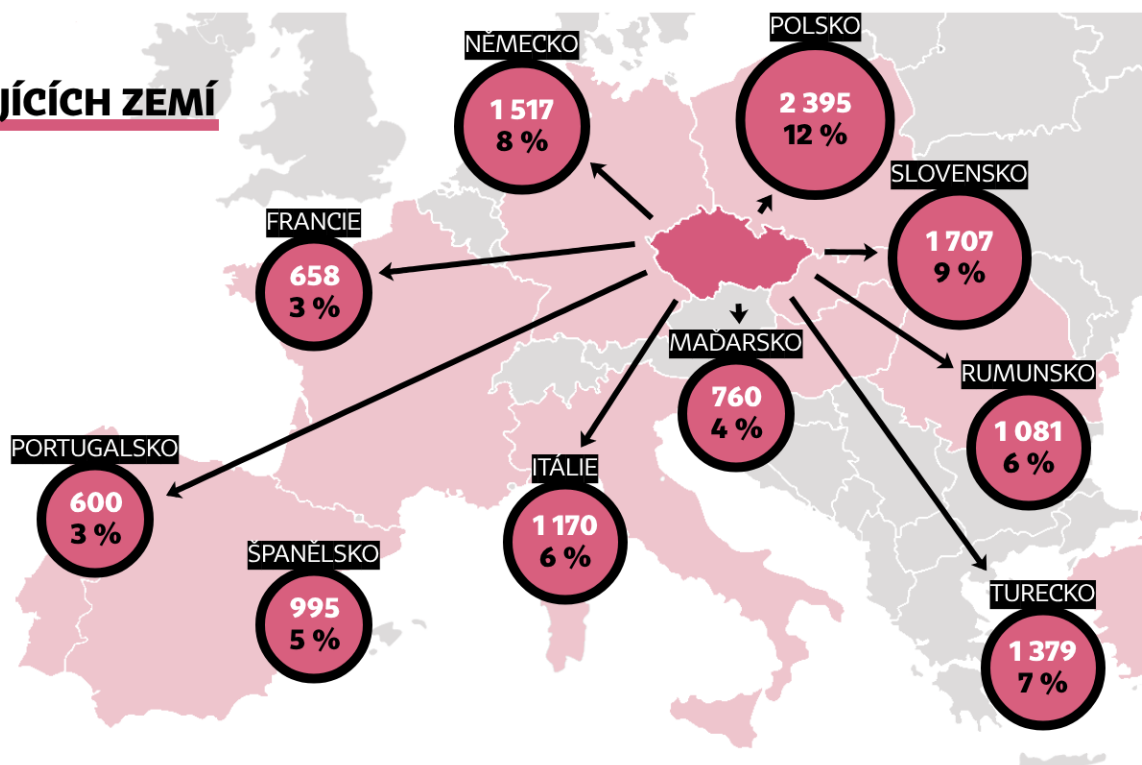 JÍCÍCH ZEMÍ
NĚMECKO
1 517
8 %
POLSKO
2 395
12 %
SLOVENSKO
1 707
9 %
FRANCIE
658
3 %
MAĎARSKO
760
4 %
RUMUNSKO
1 081
6 %
PORTUGALSKO
600
3 %
ITÁLIE
1 170
6 %
ŠPANĚLSKO
995
5 %
TURECKO
1 379
7 %